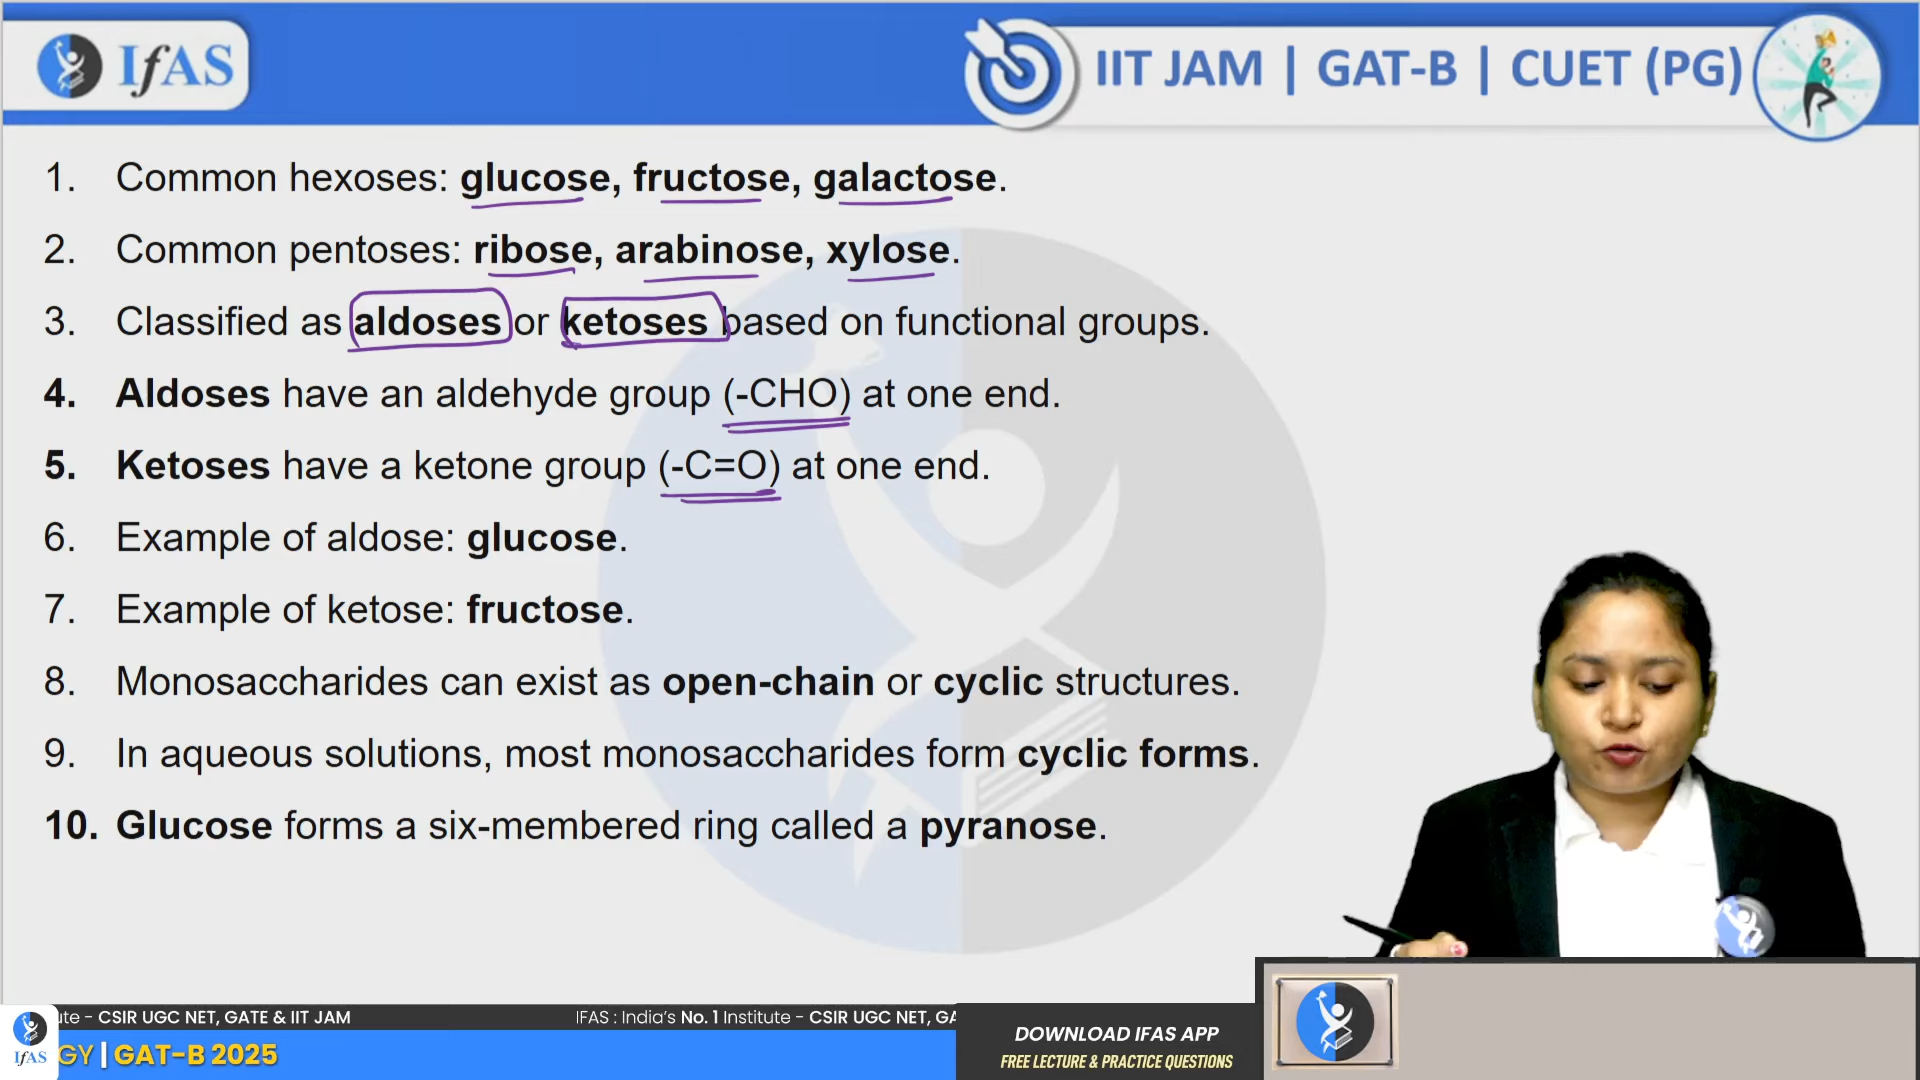 IfAS
IIT JAM | GAT-B | CUET (PG)
1. Common hexoses: glucose, fructose, galactose.
2. Common pentoses: ribose, arabinose, xylose.
3. Classified as aldoses or ketoses based on functional groups.
4. Aldoses have an aldehyde group (-CHO) at one end.
5. Ketoses have a ketone group (-C=O) at one end.
6. Example of aldose: glucose.
7. Example of ketose: fructose.
8. Monosaccharides can exist as open-chain or cyclic structures.
9. In aqueous solutions, most monosaccharides form cyclic forms.
10. Glucose forms a six-membered ring called a pyranose.
ute - CSIR UGC NET, GATE & IIT JAM IFAS : India's No. 1 Institute - CSIR UGC NET, GA
IfAS
GY | GAT-B 2025
DOWNLOAD IFAS APP
FREE LECTURE & PRACTICE QUESTIONS